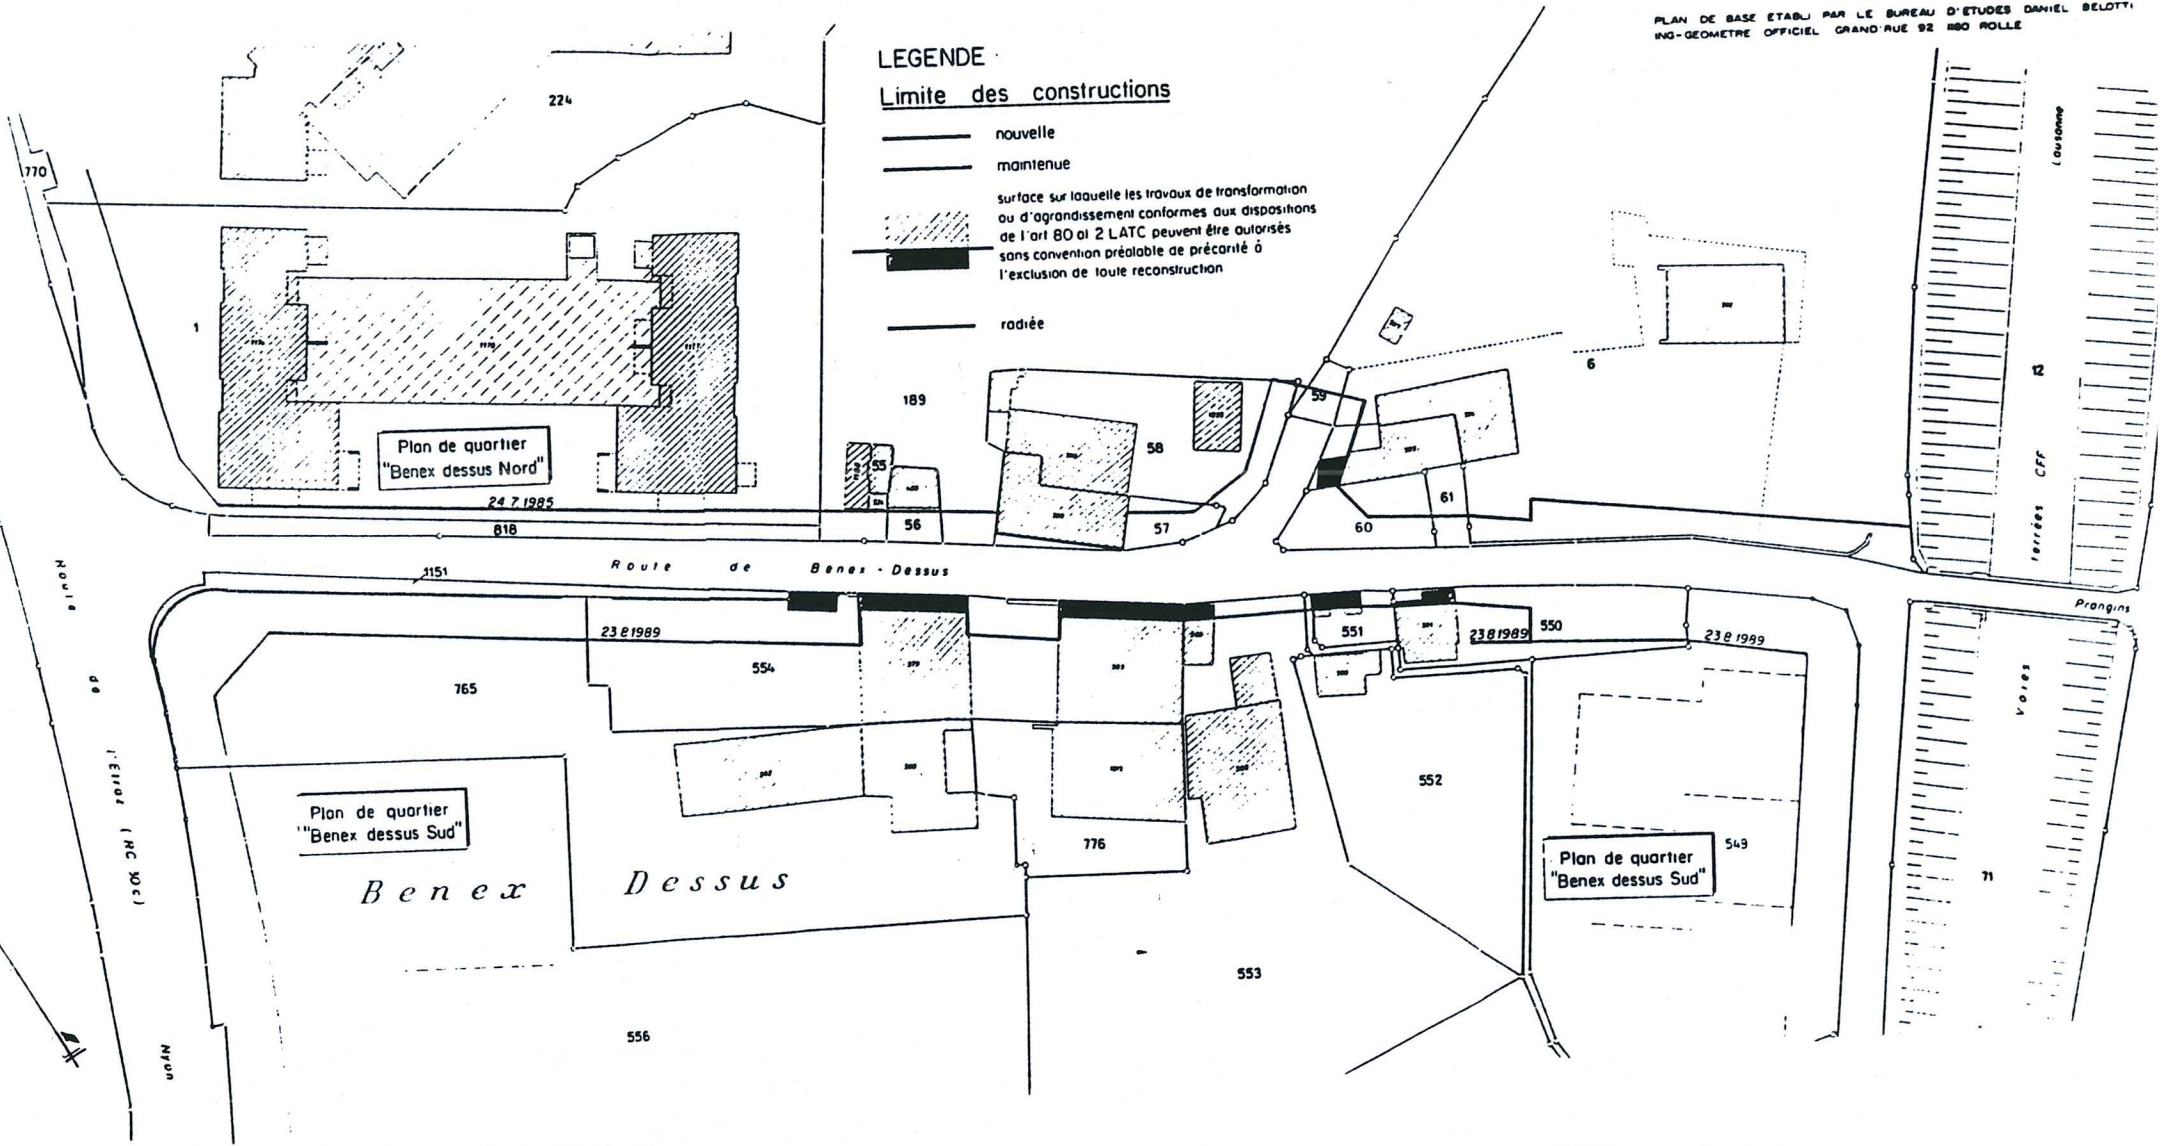 PLAN DE BASE ETABLI PAR LE BUREAU D'ETUDES DANIEL BELOTTI
ING-GEOMETRE OFFICIEL GRAND'RUE 92 1180 ROLLE
LEGENDE
Limite des constructions
nouvelle
maintenue
surface sur laquelle les travaux de transformation
ou d'agrandissement conformes aux dispositions
de l'art 80 al 2 LATC peuvent être autorisés
sans convention préalable de précarité à
l'exclusion de toute reconstruction
radiée
224
770
1
189
Plan de quartier
"Benex dessus Nord"
24 7.1985
818
55
56
57
58
59
60
61
6
12
Lausanne
CFF
Route de Benex - Dessus
1151
Prangins
23 8 1989
554
765
551
23 8 1989
550
23 8 1989
552
Voies
Plan de quartier
"Benex dessus Sud"
776
549
Plan de quartier
"Benex dessus Sud"
71
Benex Dessus
553
556
Route de
Nyon